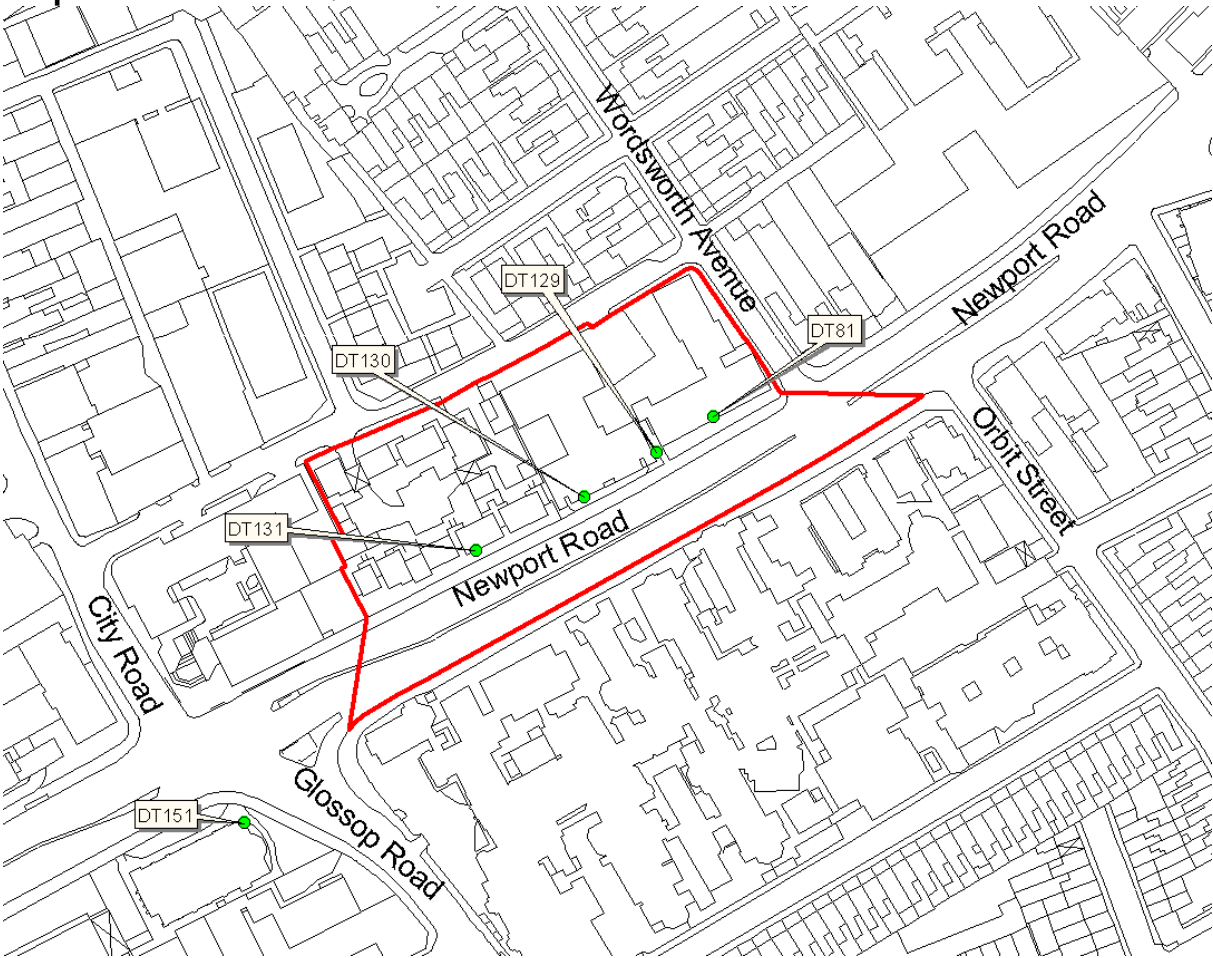 Wordsworth Avenue
Newport Road
DT129
DT81
DT130
Orbit Street
DT131
Newport Road
City Road
Glossop Road
DT151